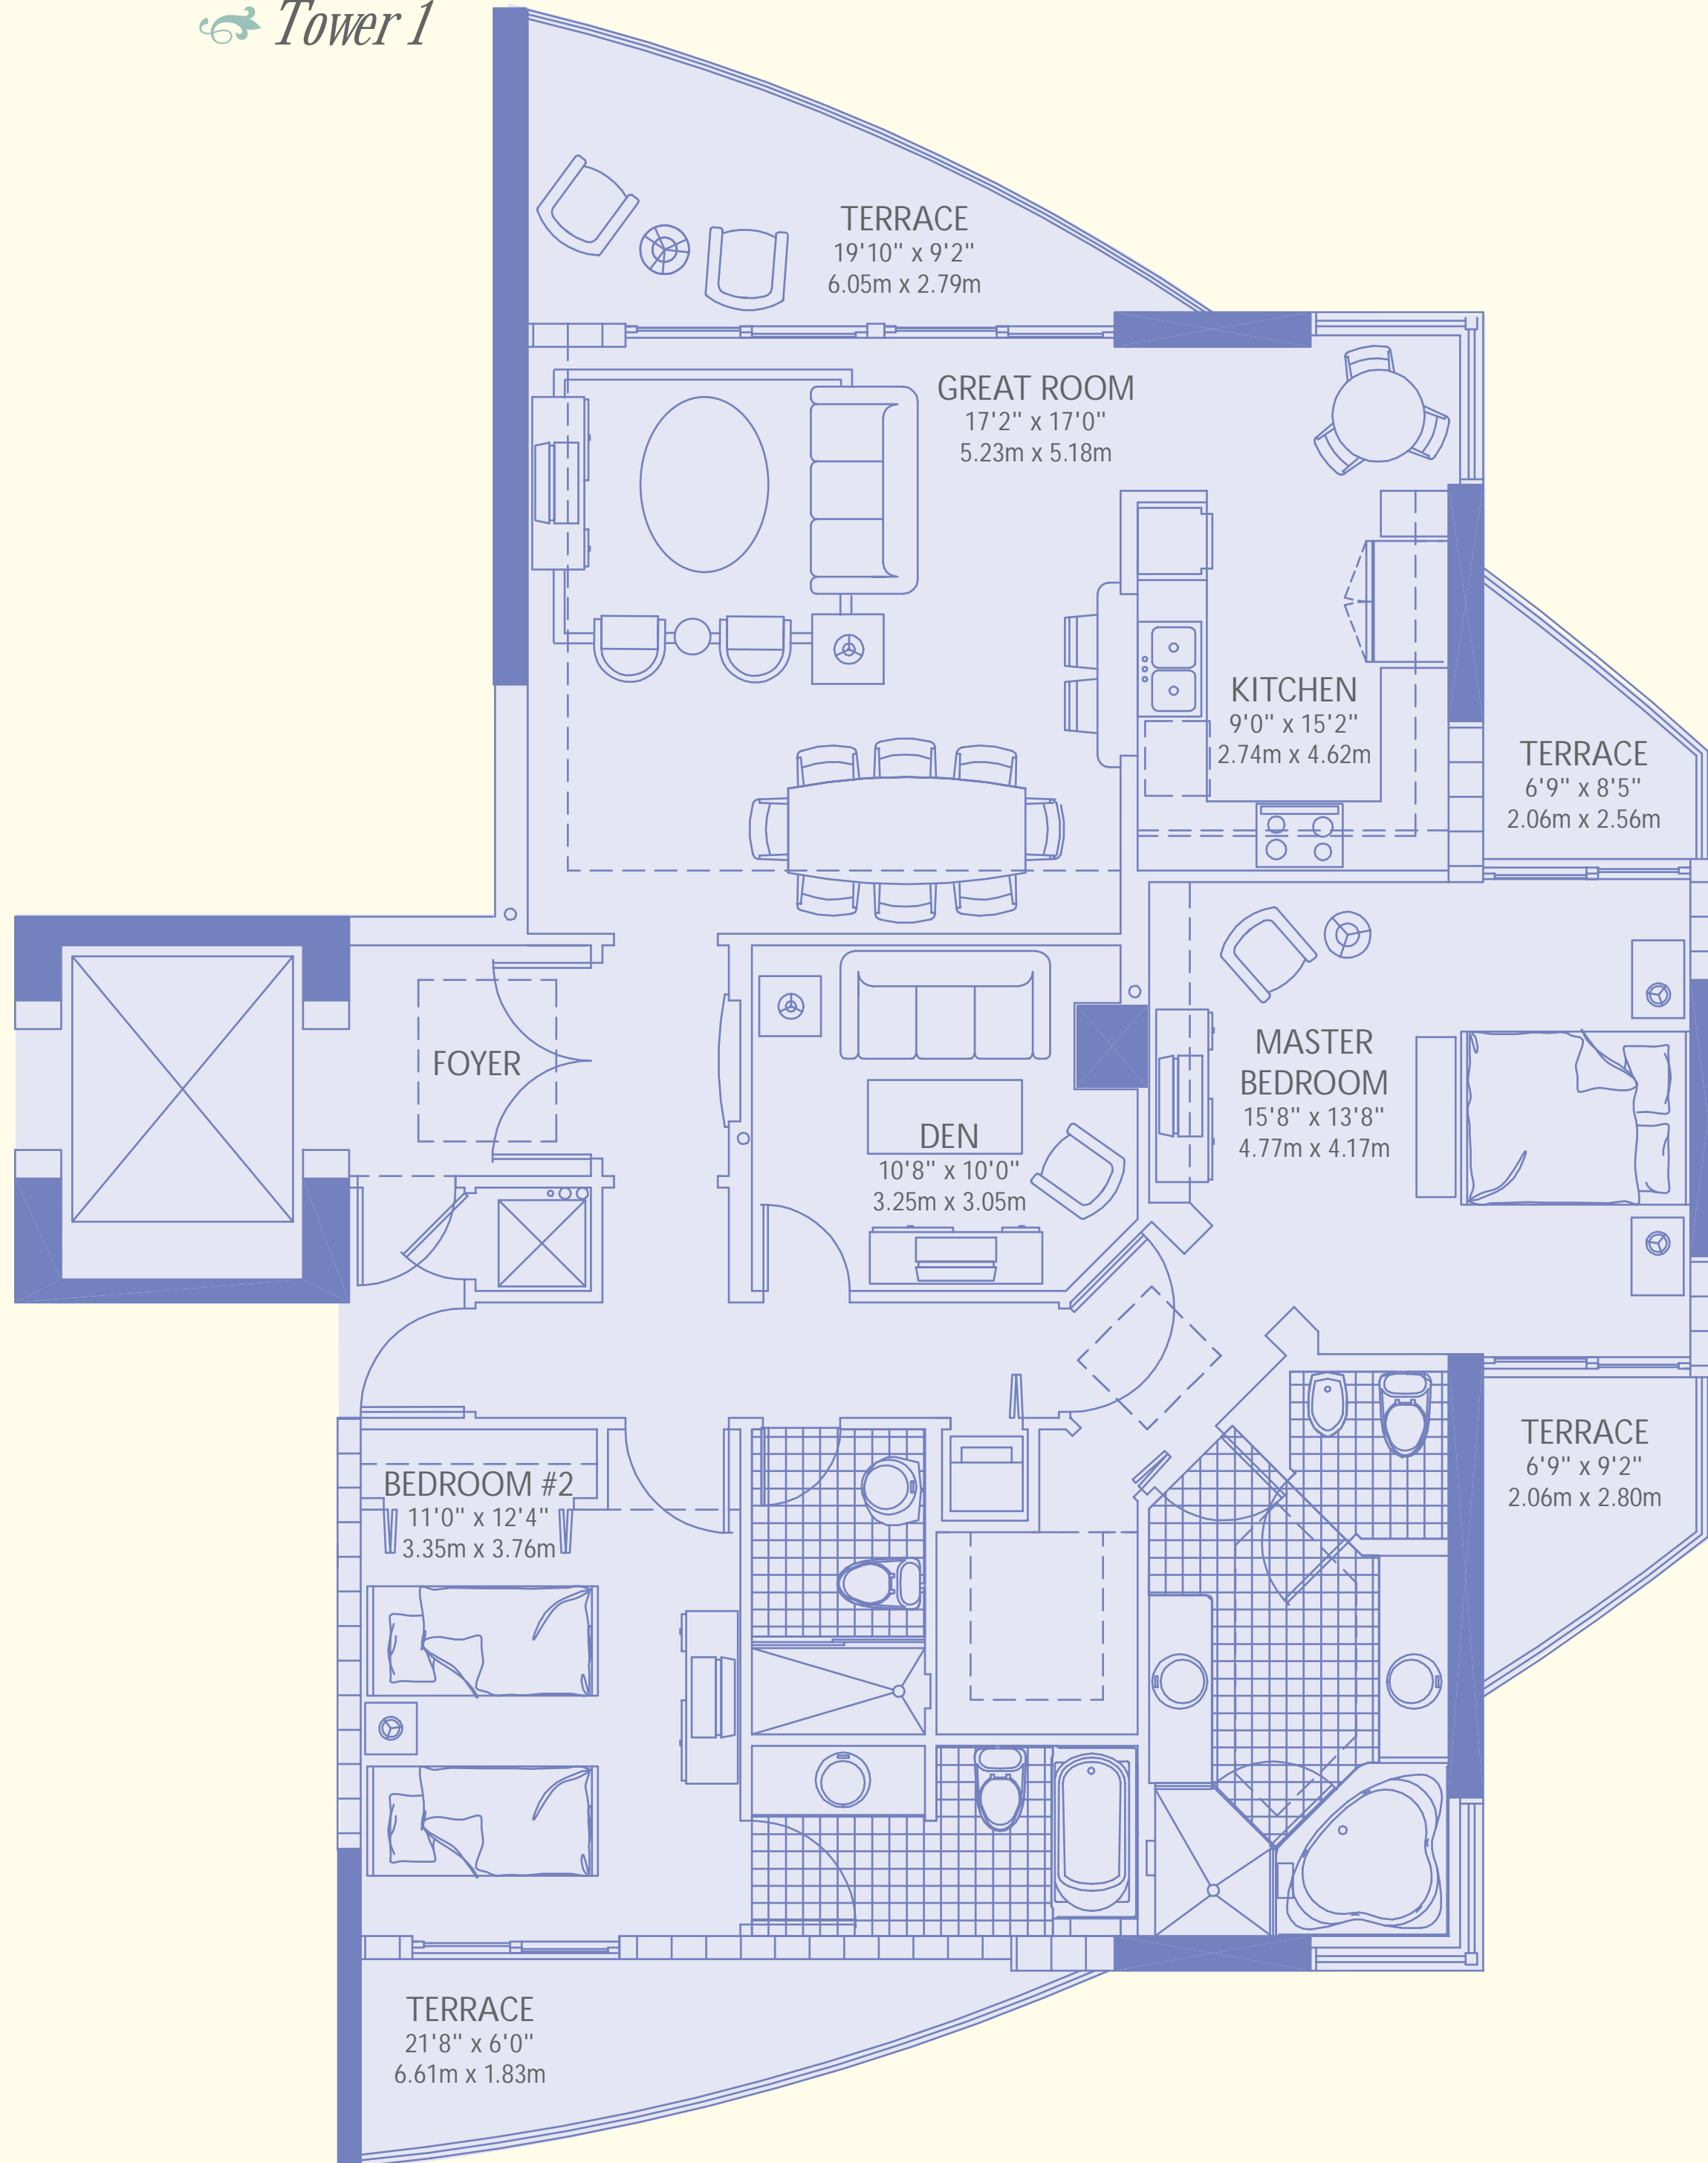 Tower 1
TERRACE
19'10" x 9'2"
6.05m x 2.79m
GREAT ROOM
17'2" x 17'0"
5.23m x 5.18m
KITCHEN
9'0" x 15'2"
2.74m x 4.62m
TERRACE
6'9" x 8'5"
2.06m x 2.56m
FOYER
MASTER
BEDROOM
15'8" x 13'8"
4.77m x 4.17m
DEN
10'8" x 10'0"
3.25m x 3.05m
TERRACE
6'9" x 9'2"
2.06m x 2.80m
BEDROOM #2
11'0" x 12'4"
3.35m x 3.76m
TERRACE
21'8" x 6'0"
6.61m x 1.83m